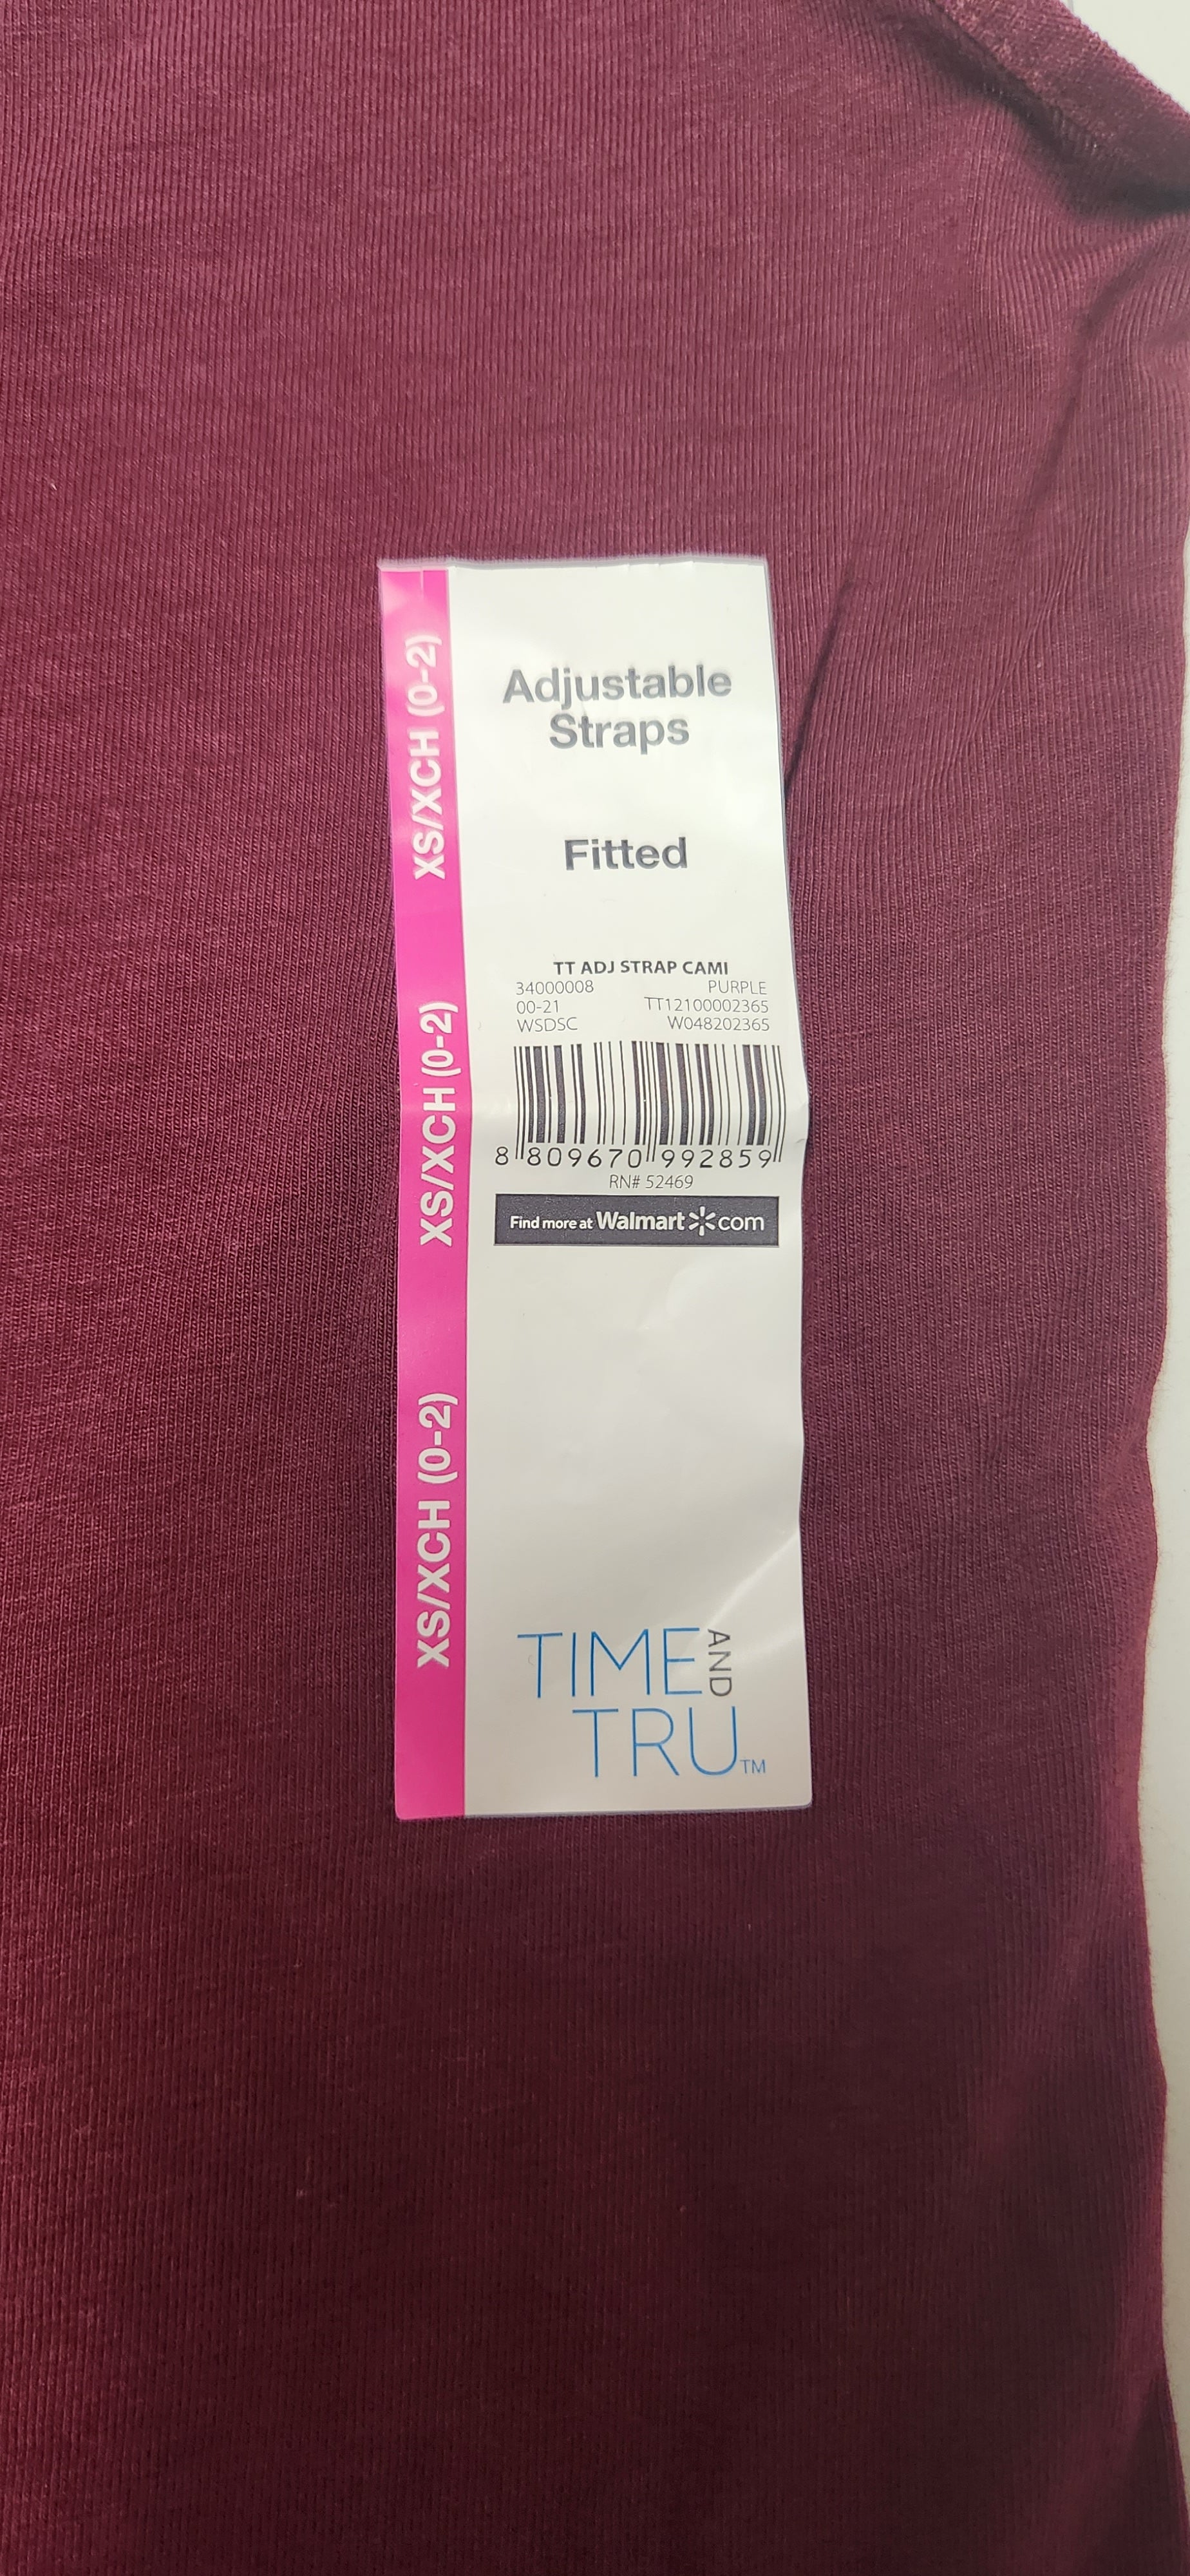 XS/XCH (0-2)
XS/XCH (0-2)
XS/XCH (0-2)
Adjustable
Straps
Fitted
TT ADJ STRAP CAMI
34000008 PURPLE
00-21 TT12100002365
WSDSC W048202365
8 809670 992859
RN# 52469
Find more at Walmart com
TIME AND
TRU TM